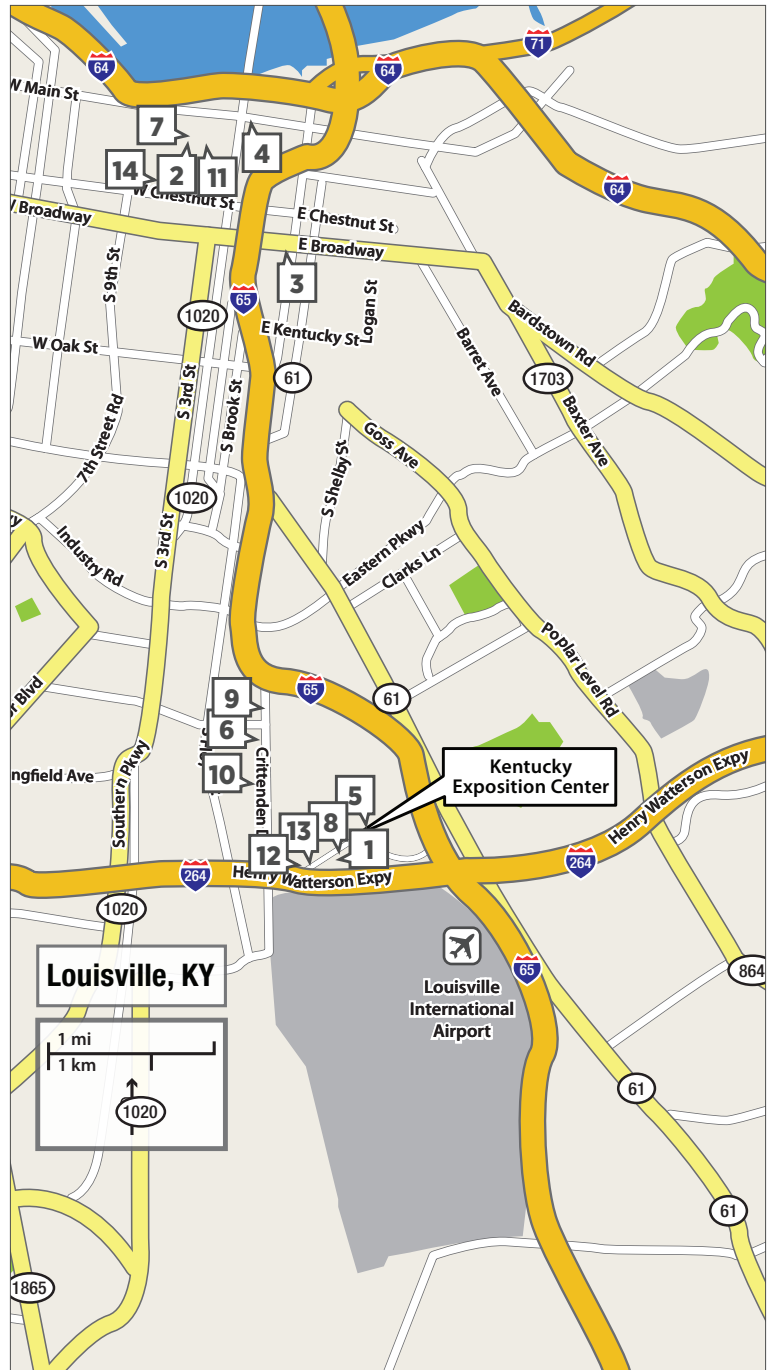 64
71
64
W Main St
7
4
14
2
11
64
W Chestnut St
W Broadway
E Chestnut St
E Broadway
S 9th St
3
65
Logan St
1020
E Kentucky St
Bardstown Rd
W Oak St
Barret Ave
61
1703
S 3rd St
S Brook St
Baxter Ave
7th Street Rd
Goss Ave
S Shelby St
1020
S 3rd St
Industry Rd
Eastern Pkwy
Clarks Ln
Poplar Level Rd
r Blvd
9
65
61
6
Southern Pkwy
ngfield Ave
10
Crittenden D
Kentucky
Exposition Center
5
8
13
1
12
Henry Watterson Expy
264
Henry Watterson Expy
264
1020
Louisville, KY
65
864
Louisville
International
Airport
1 mi
1 km
1020
61
61
1865